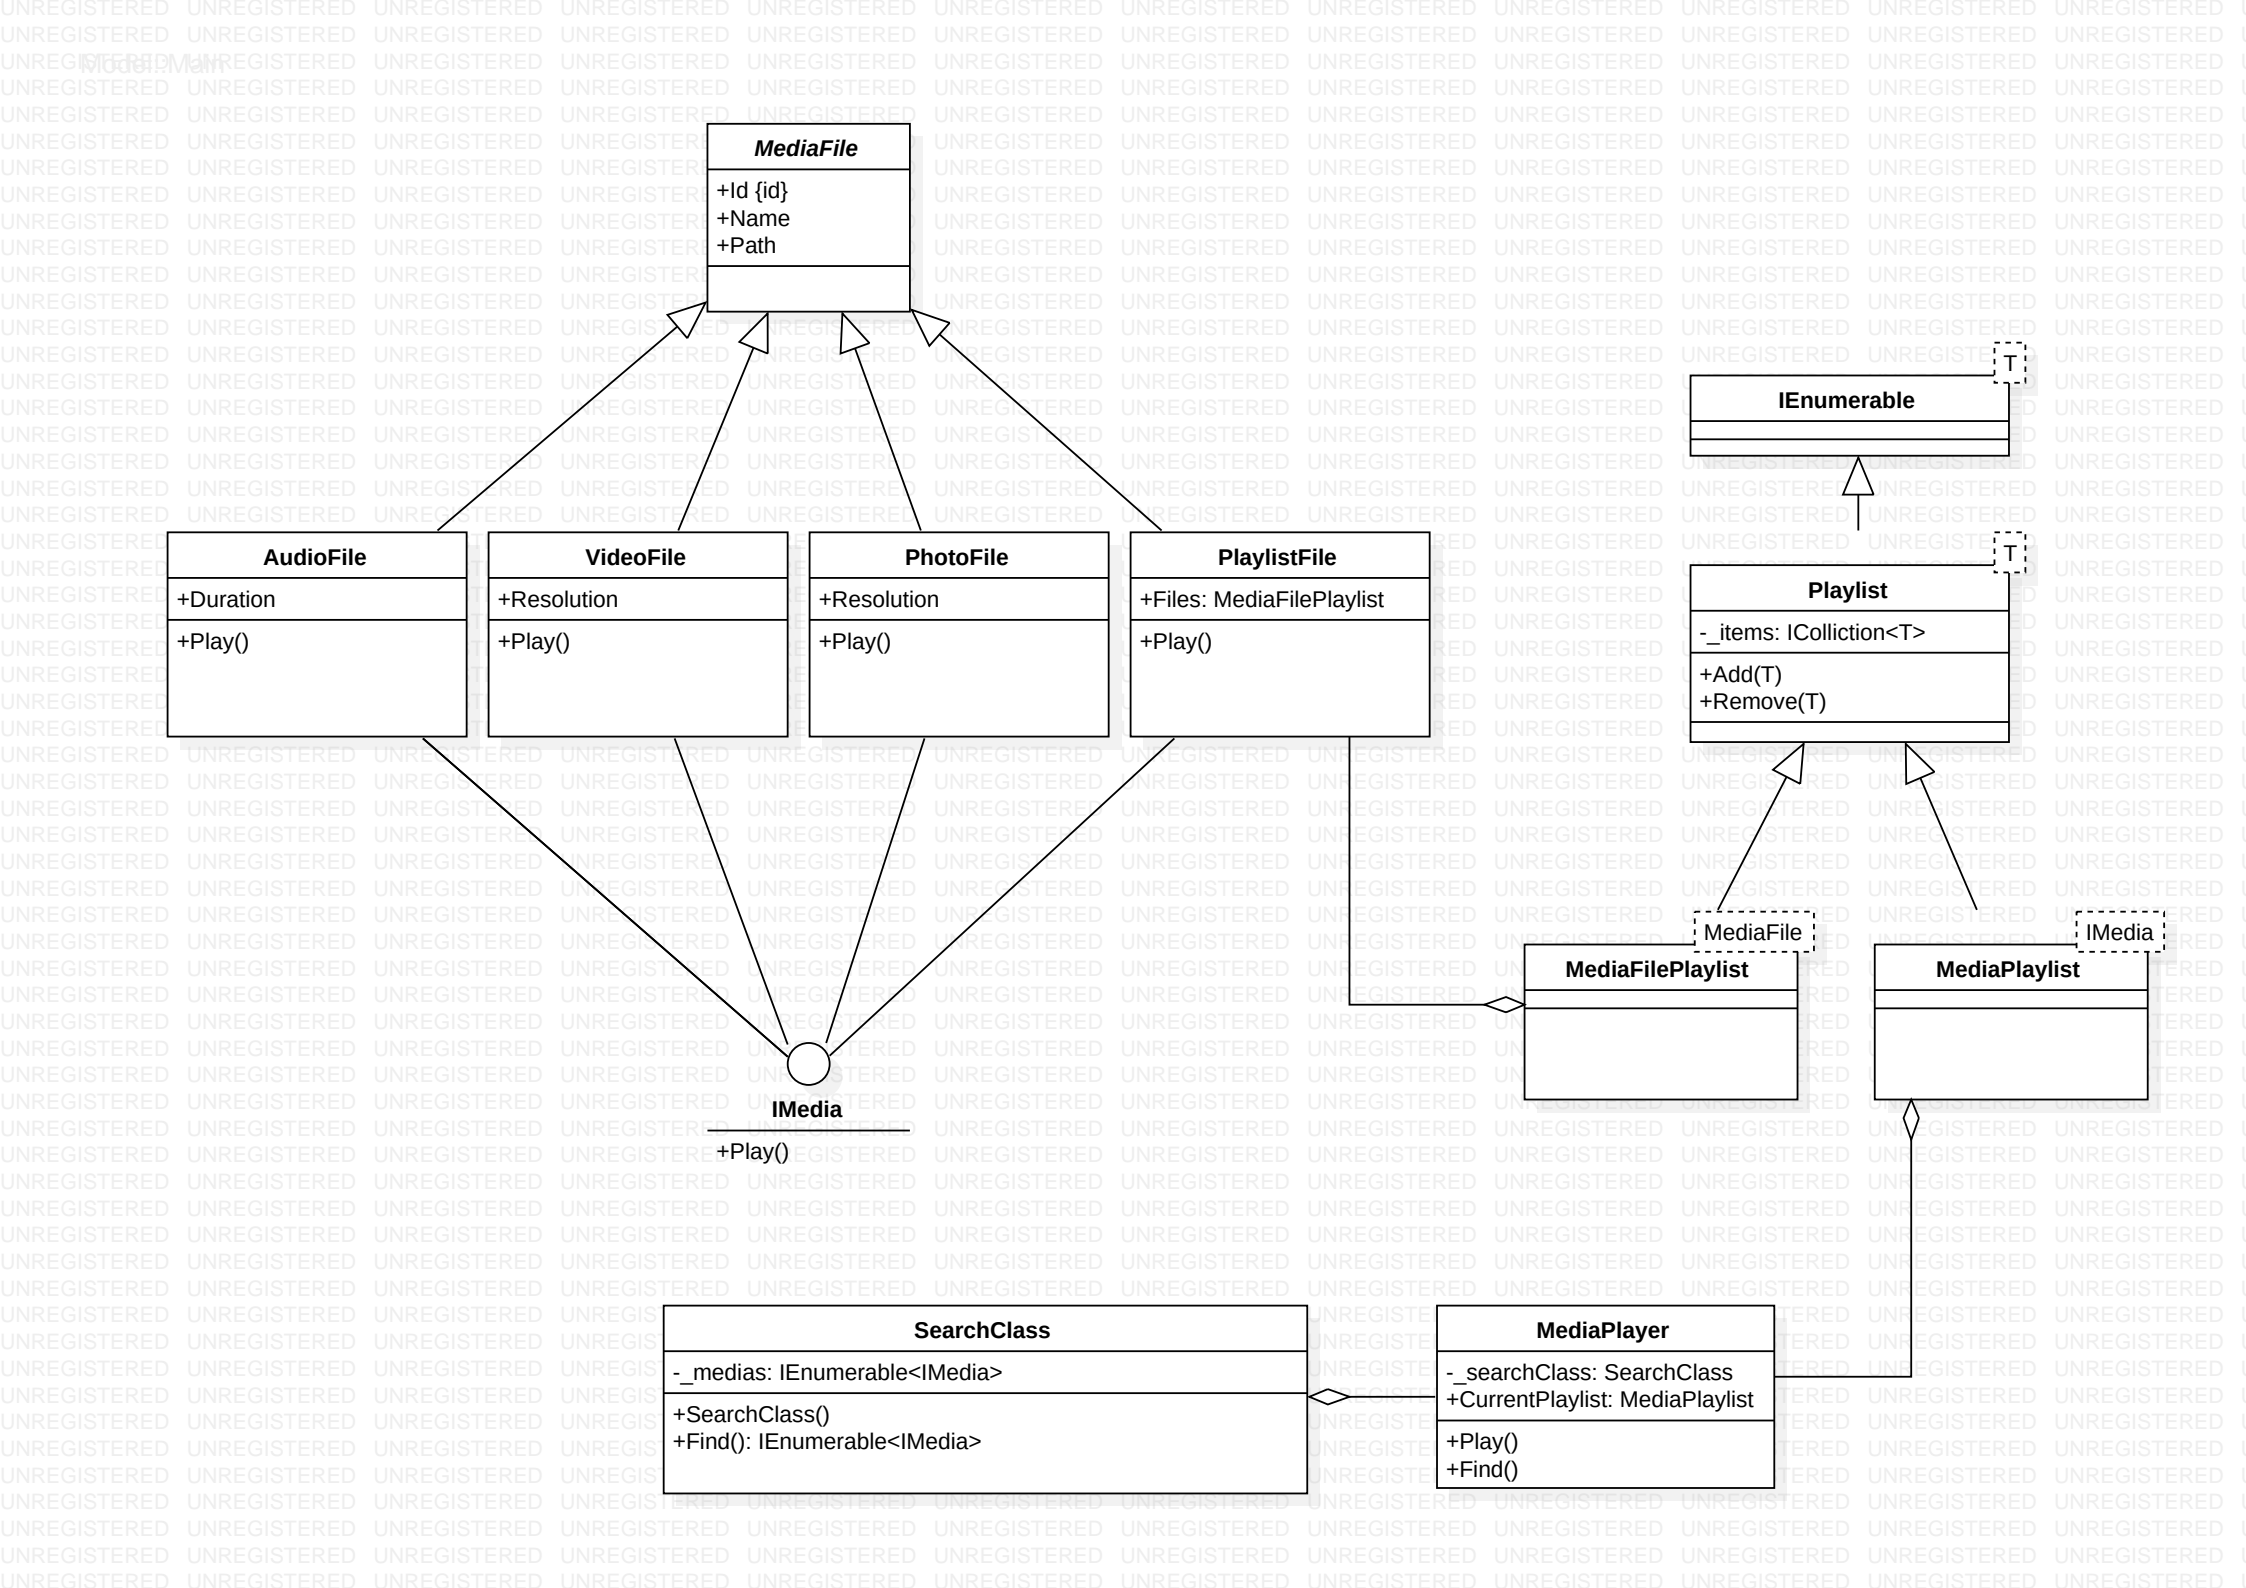 Model::Main
MediaFile
+Id {id}
+Name
+Path
T
IEnumerable
AudioFile
+Duration
+Play()
VideoFile
+Resolution
+Play()
PhotoFile
+Resolution
+Play()
PlaylistFile
+Files: MediaFilePlaylist
+Play()
T
Playlist
-_items: IColliction<T>
+Add(T)
+Remove(T)
MediaFile
MediaFilePlaylist
IMedia
MediaPlaylist
IMedia
+Play()
SearchClass
-_medias: IEnumerable<IMedia>
+SearchClass()
+Find(): IEnumerable<IMedia>
MediaPlayer
-_searchClass: SearchClass
+CurrentPlaylist: MediaPlaylist
+Play()
+Find()
UNREGISTERED